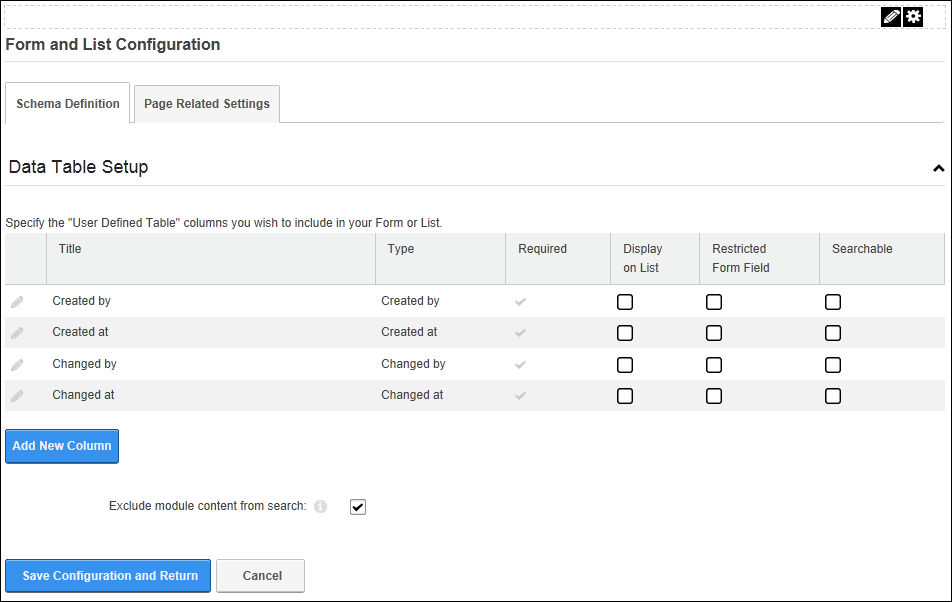 Form and List Configuration
Schema Definition Page Related Settings
Data Table Setup
Specify the "User Defined Table" columns you wish to include in your Form or List.
Title Type Required Display Restricted Searchable
on List Form Field
Created by Created by
Created at Created at
Changed by Changed by
Changed at Changed at
Add New Column
Exclude module content from search:
Save Configuration and Return Cancel